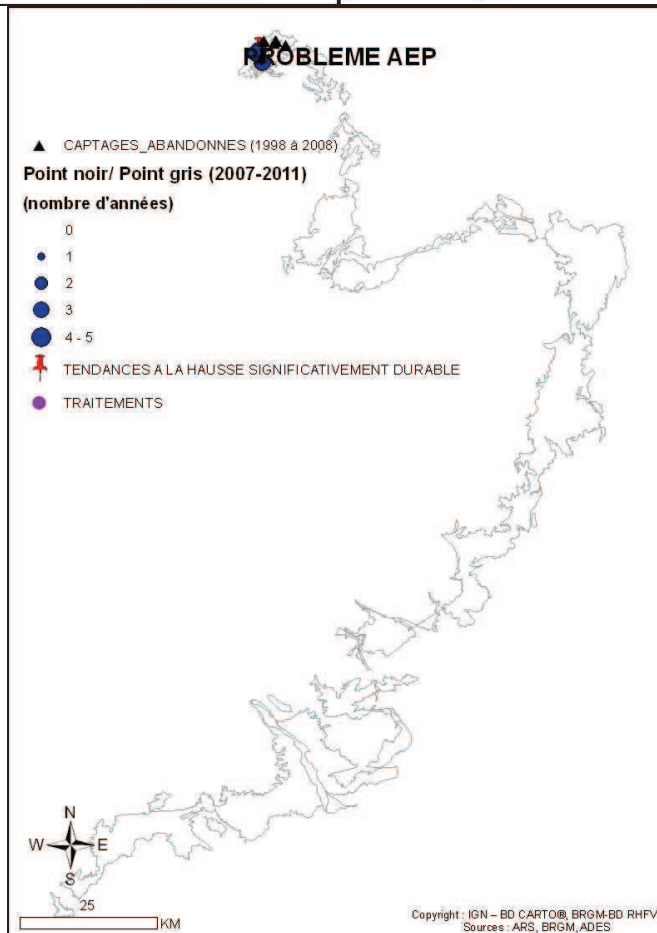 PROBLEME AEP
CAPTAGES_ABANDONNES (1998 à 2008)
Point noir/ Point gris (2007-2011)
(nombre d'années)
0
1
2
3
4 - 5
TENDANCES A LA HAUSSE SIGNIFICATIVEMENT DURABLE
TRAITEMENTS
N
W E
S
25
KM
Copyright : IGN – BD CARTO®, BRGM-BD RHFV
Sources : ARS, BRGM, ADES